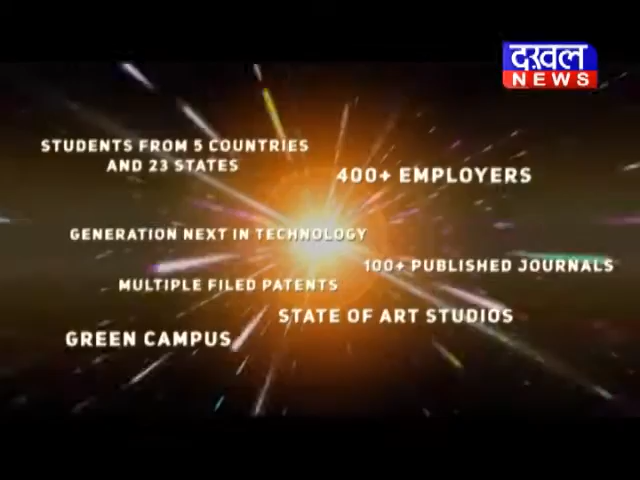 दख़ल
NEWS
STUDENTS FROM 5 COUNTRIES
AND 23 STATES
400+ EMPLOYERS
GENERATION NEXT IN TECHNOLOGY
100+ PUBLISHED JOURNALS
MULTIPLE FILED PATENTS
STATE OF ART STUDIOS
GREEN CAMPUS